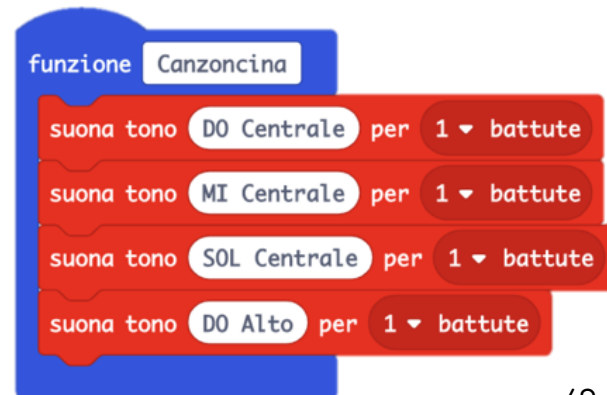 funzione Canzoncina
suona tono DO Centrale per 1 battute
suona tono MI Centrale per 1 battute
suona tono SOL Centrale per 1 battute
suona tono DO Alto per 1 battute